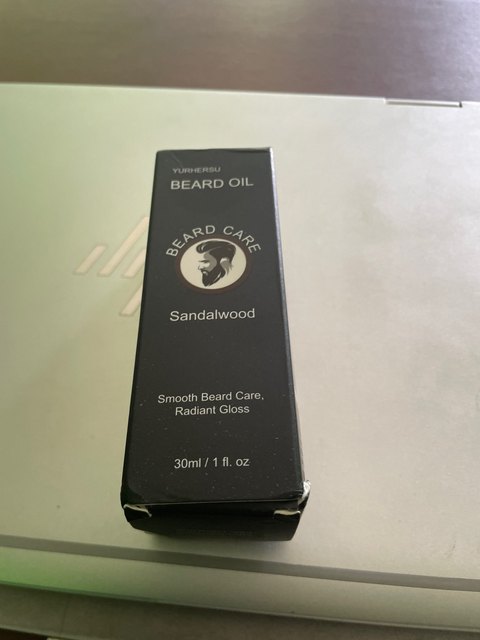 YURHERSU
BEARD OIL
BEARD CARE
Sandalwood
Smooth Beard Care,
Radiant Gloss
30ml / 1 fl. oz